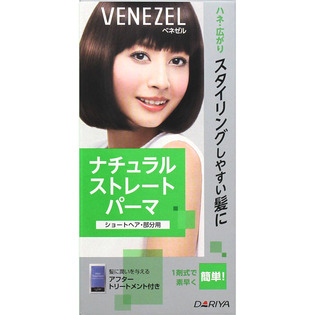 VENEZEL
ベネゼル
ハネ・広がり
スタイリングしやすい髪に
ナチュラル
ストレート
パーマ
ショートヘア・部分用
髪に潤いを与える
アフター
トリートメント付き
1剤式で
素早く
簡単!
DARIYA